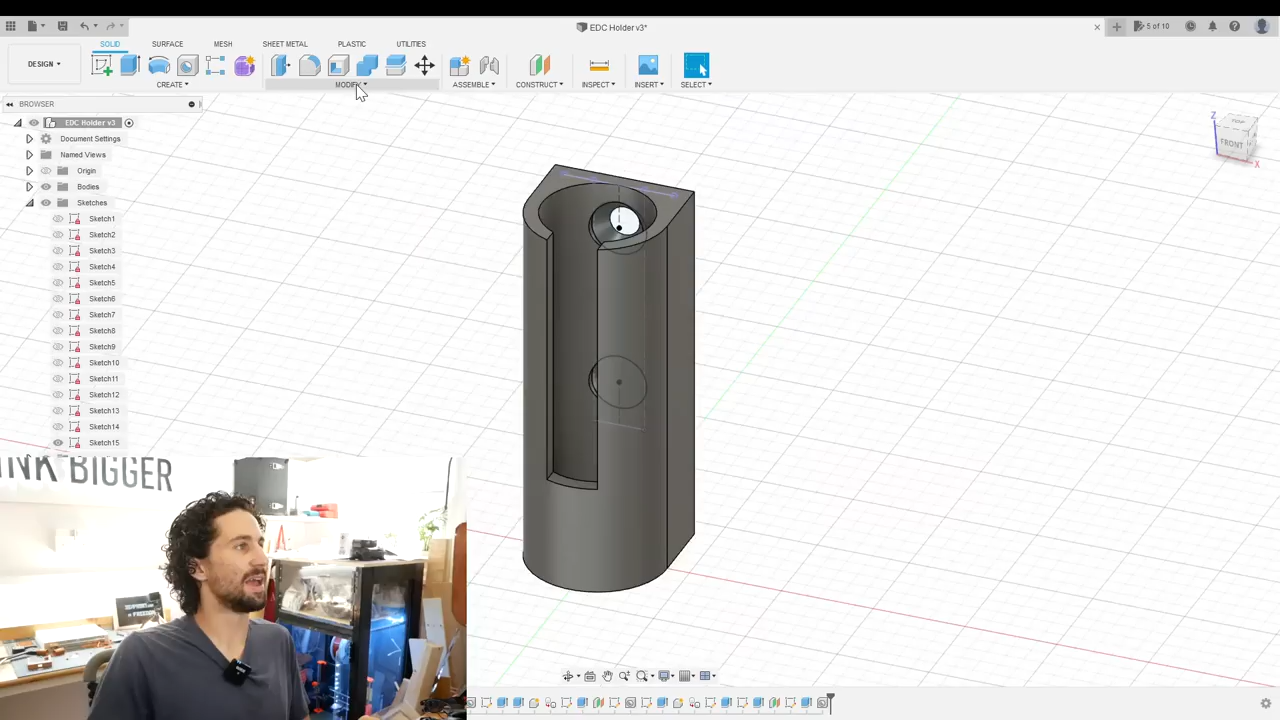 EDC Holder v3*
5 of 10
DESIGN
SOLID
SURFACE
MESH
SHEET METAL
PLASTIC
UTILITIES
CREATE
MODIFY
ASSEMBLE
CONSTRUCT
INSPECT
INSERT
SELECT
BROWSER
EDC Holder v3
Document Settings
Named Views
Origin
Bodies
Sketches
Sketch1
Sketch2
Sketch3
Sketch4
Sketch5
Sketch6
Sketch7
Sketch8
Sketch9
Sketch10
Sketch11
Sketch12
Sketch13
Sketch14
Sketch15
Z
TOP
FRONT
X
INK BIGGER